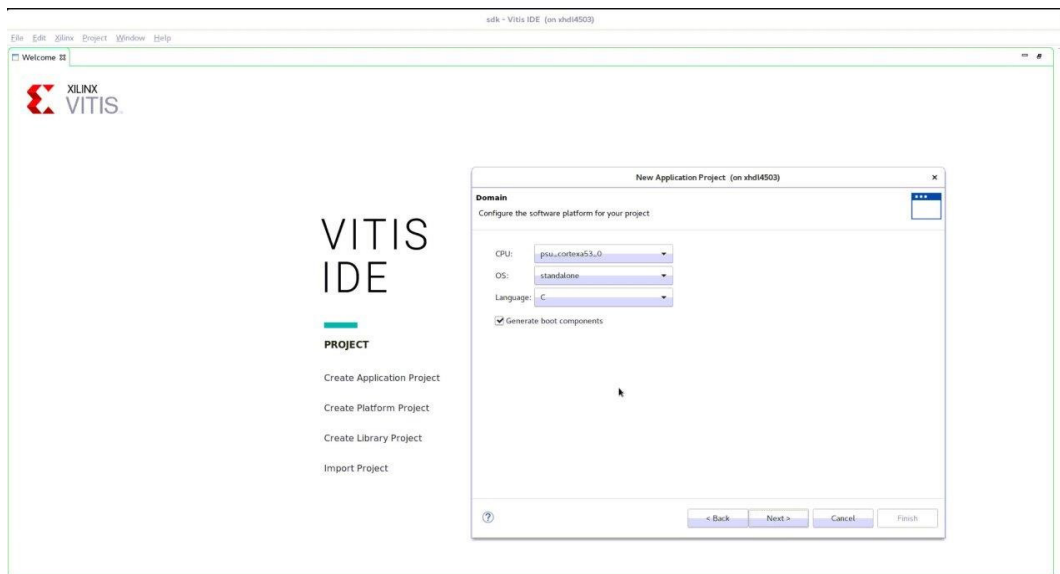 sdk - Vitis IDE (on xhdl4503)
File Edit Xilinx Project Window Help
Welcome
XILINX
VITIS
New Application Project (on xhdl4503)
Domain
Configure the software platform for your project
CPU: psu_cortexa53_0
OS: standalone
Language: C
Generate boot components
VITIS
IDE
PROJECT
Create Application Project
Create Platform Project
Create Library Project
Import Project
< Back Next > Cancel Finish